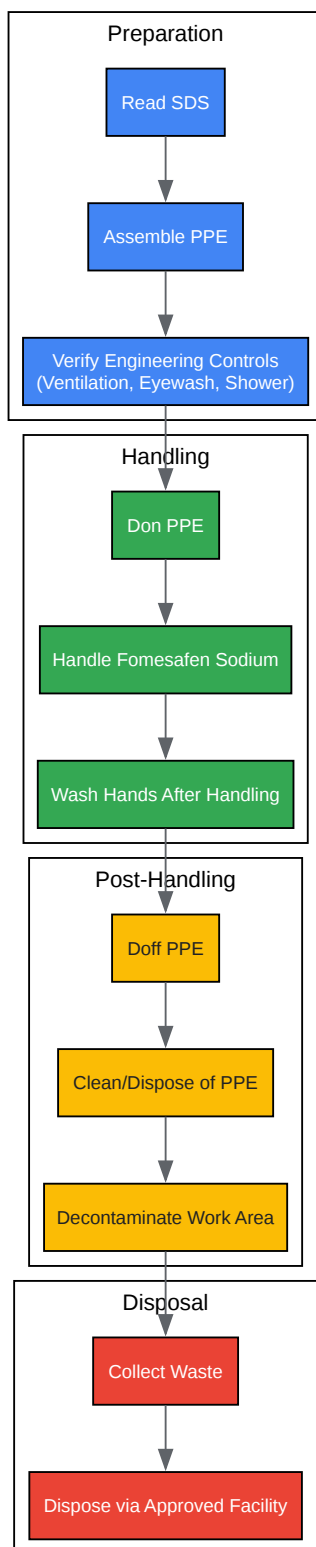 Preparation
Read SDS
Assemble PPE
Verify Engineering Controls
(Ventilation, Eyewash, Shower)
Handling
Don PPE
Handle Fomesafen Sodium
Wash Hands After Handling
Post-Handling
Doff PPE
Clean/Dispose of PPE
Decontaminate Work Area
Disposal
Collect Waste
Dispose via Approved Facility